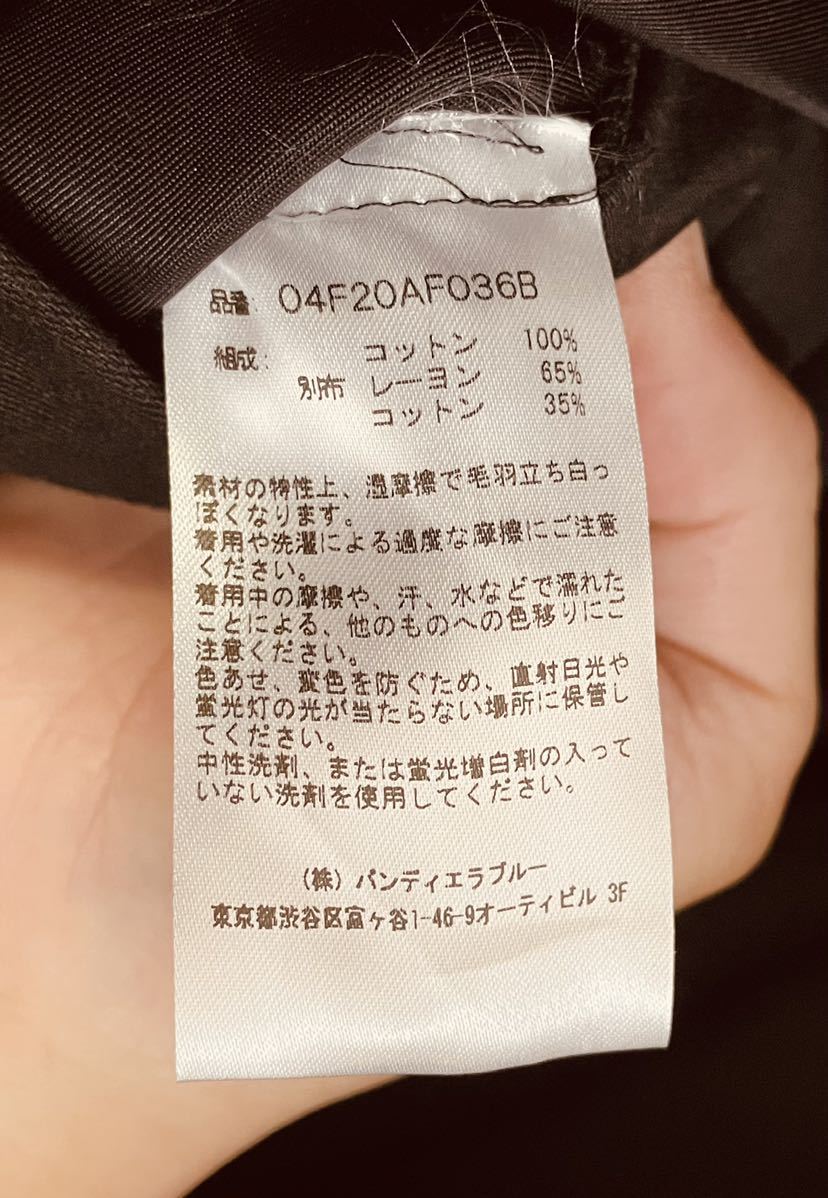 品番: 04F20AF036B
組成: コットン 100%
別布 レーヨン 65%
コットン 35%
素材の特性上、湿摩擦で毛羽立ち白っ
ぽくなります。
着用や洗濯による過度な摩擦にご注意
ください。
着用中の摩擦や、汗、水などで濡れた
ことによる、他のものへの色移りにご
注意ください。
色あせ、変色を防ぐため、直射日光や
蛍光灯の光が当たらない場所に保管し
てください。
中性洗剤、または蛍光増白剤の入って
いない洗剤を使用してください。
(株)バンディエラブルー
東京都渋谷区富ヶ谷1-46-9オーティビル 3F